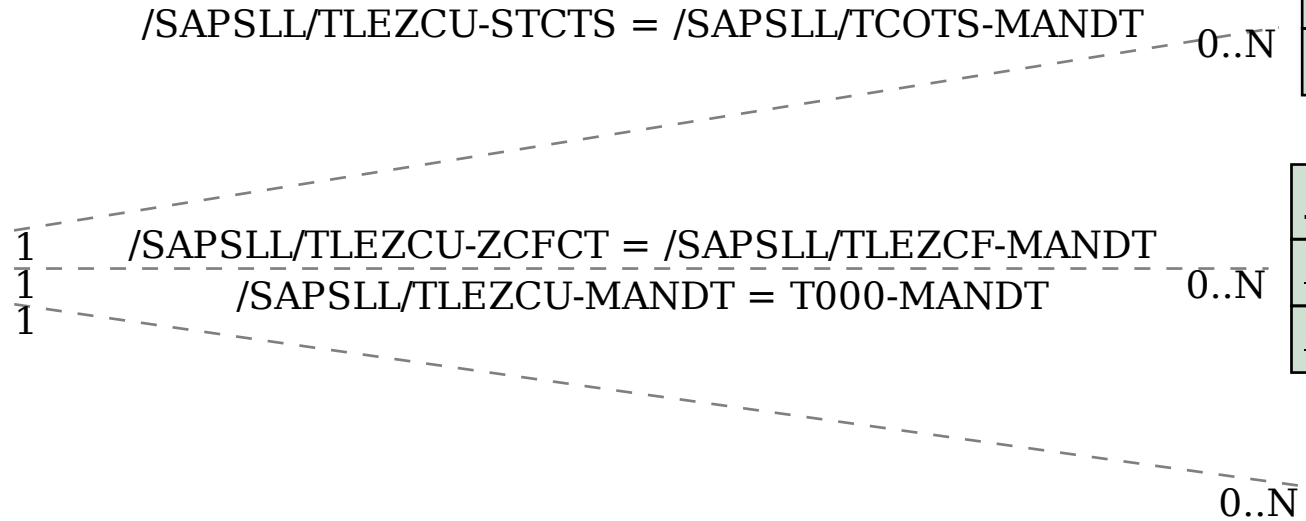 /SAPSLL/TLEZCU-STCTS = /SAPSLL/TCOTS-MANDT
0..N
1
/SAPSLL/TLEZCU-ZCFCT = /SAPSLL/TLEZCF-MANDT
1
0..N
/SAPSLL/TLEZCU-MANDT = T000-MANDT
1
0..N